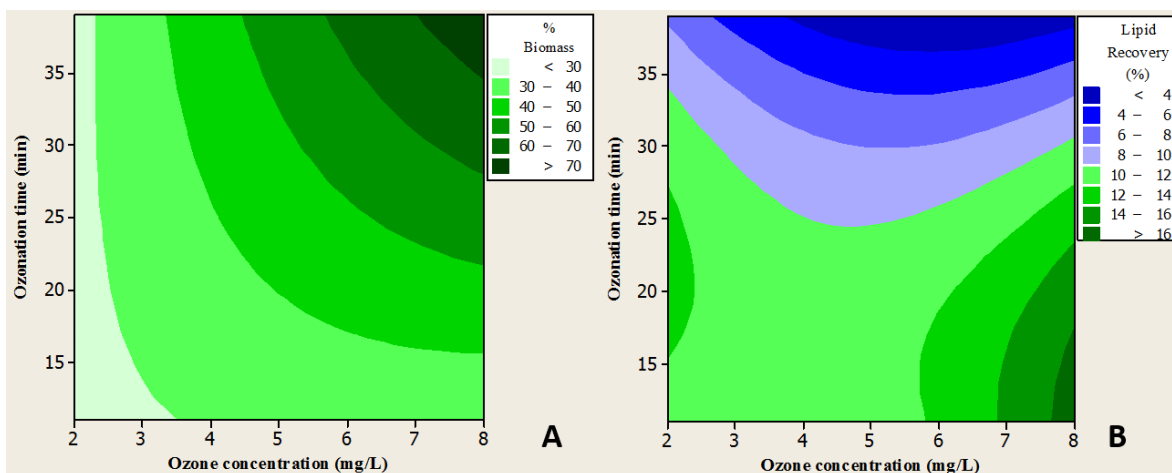 %
Biomass
< 30
30 – 40
40 – 50
50 – 60
60 – 70
> 70
Ozonation time (min)
35
30
25
20
15
2 3 4 5 6 7 8
Ozone concentration (mg/L)
A
Lipid
Recovery
(%)
< 4
4 – 6
6 – 8
8 – 10
10 – 12
12 – 14
14 – 16
> 16
Ozonation time (min)
35
30
25
20
15
2 3 4 5 6 7 8
Ozone concentration (mg/L)
B